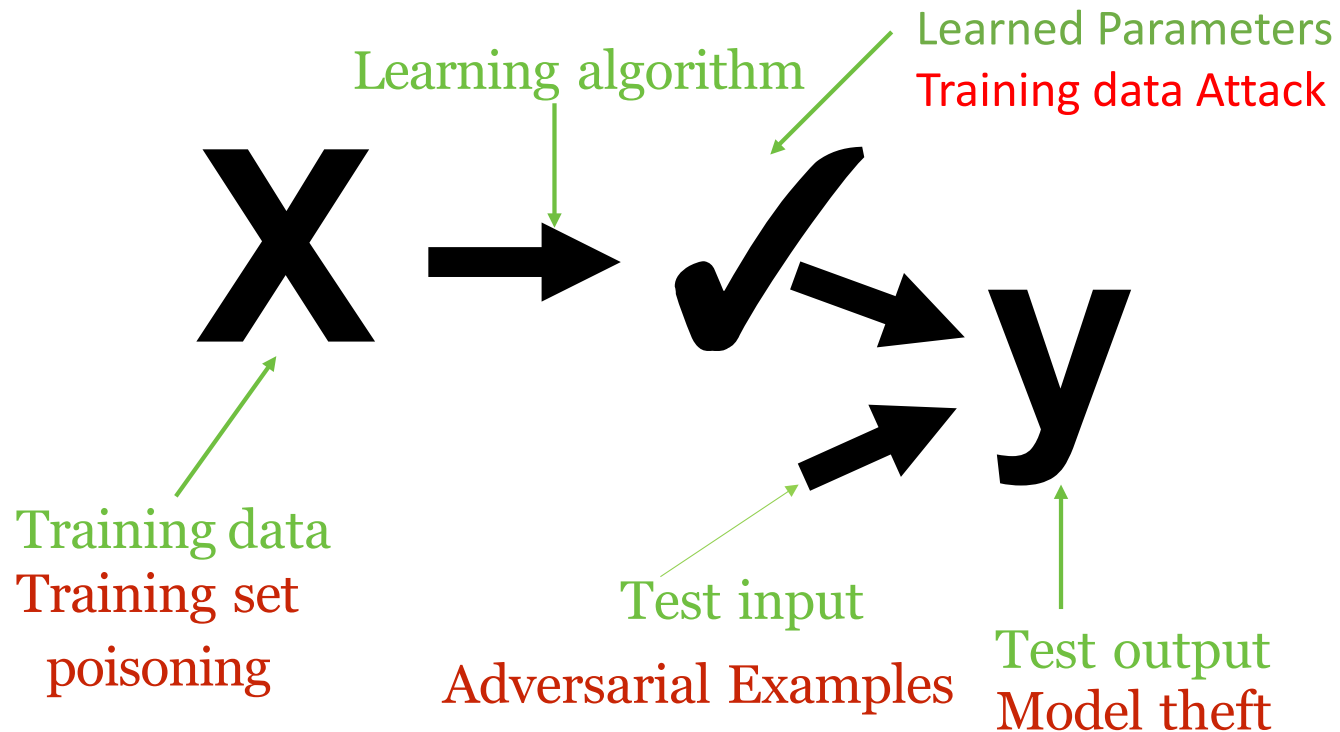 Learned Parameters
Training data Attack
Learning algorithm
X
✓
y
Training data
Training set
poisoning
Test input
Adversarial Examples
Test output
Model theft